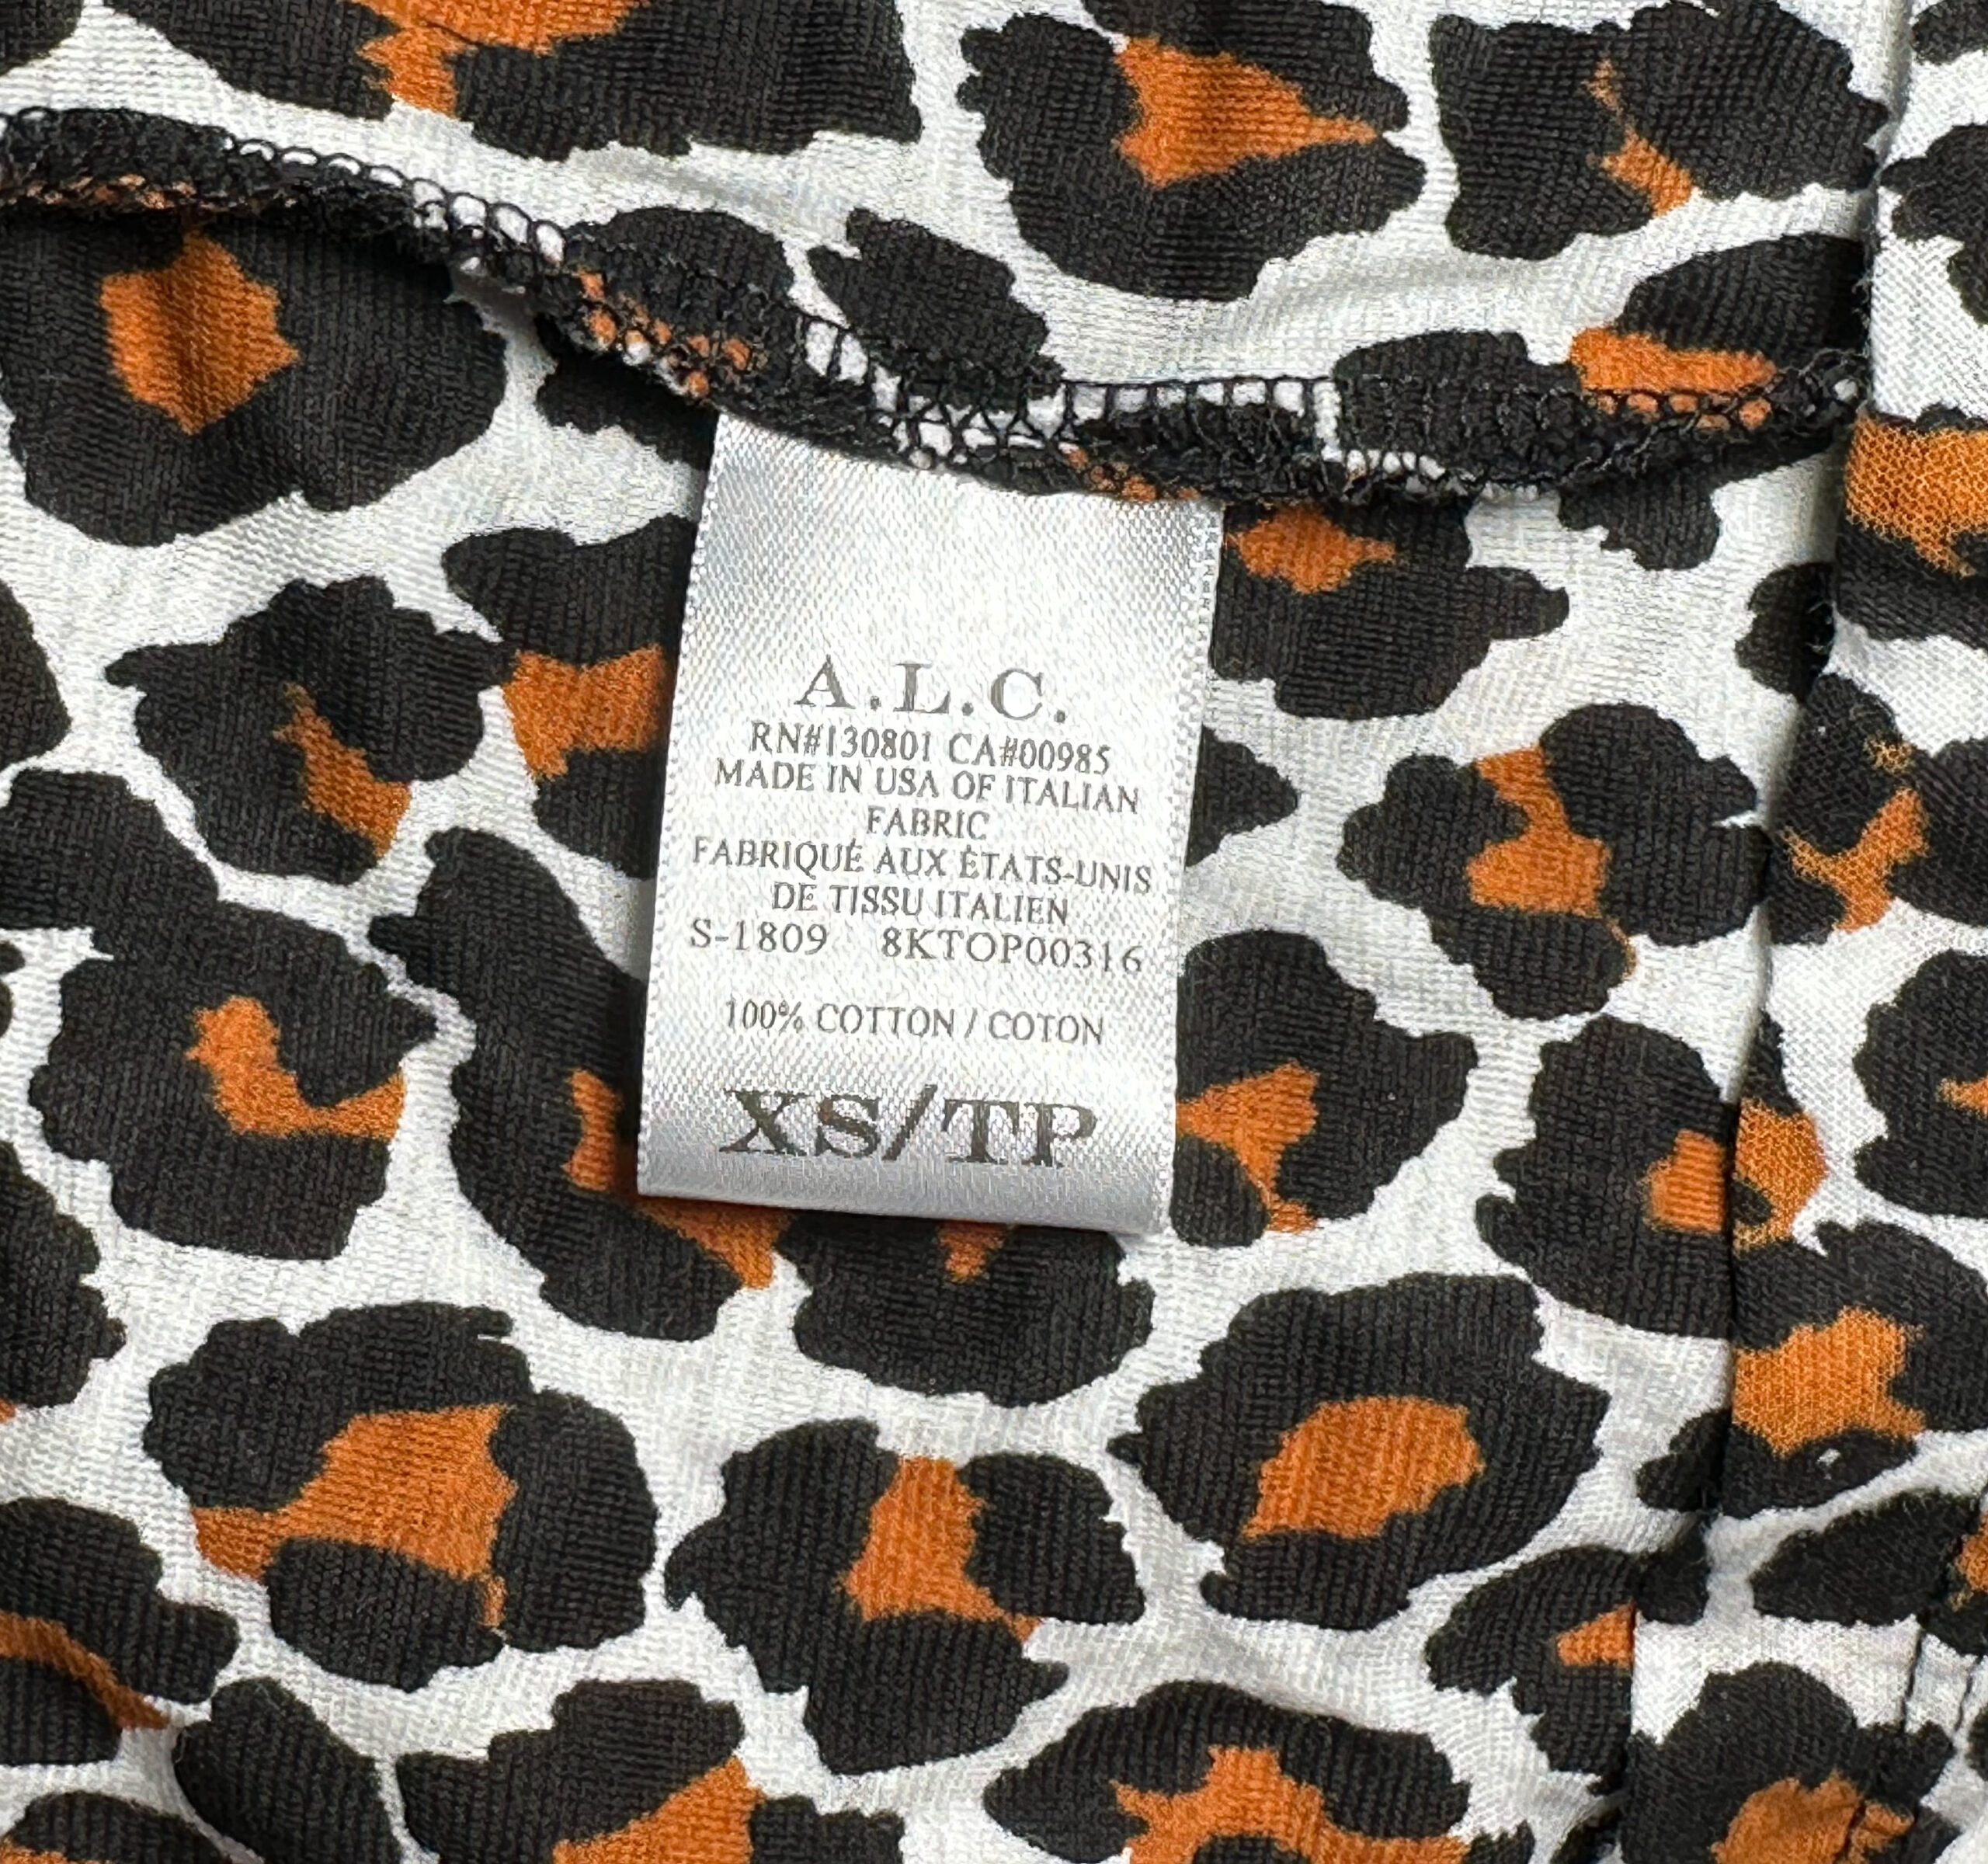 A.L.C.
RN#130801 CA#00985
MADE IN USA OF ITALIAN
FABRIC
FABRIQUÉ AUX ÉTATS-UNIS
DE TISSU ITALIEN
S-1809 8KTOP00316
100% COTTON / COTON
XS/TP